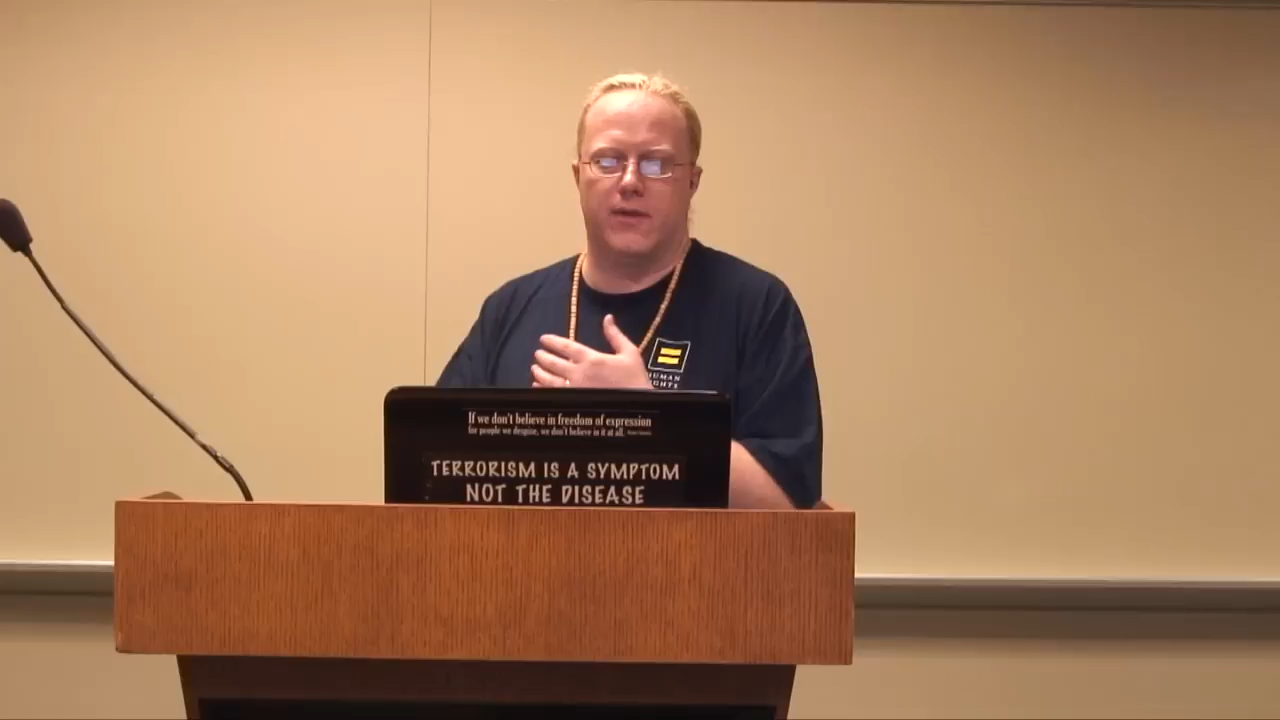 HUMAN
If we don't believe in freedom of expression
for people we despise, we don't believe in it at all.
TERRORISM IS A SYMPTOM
NOT THE DISEASE